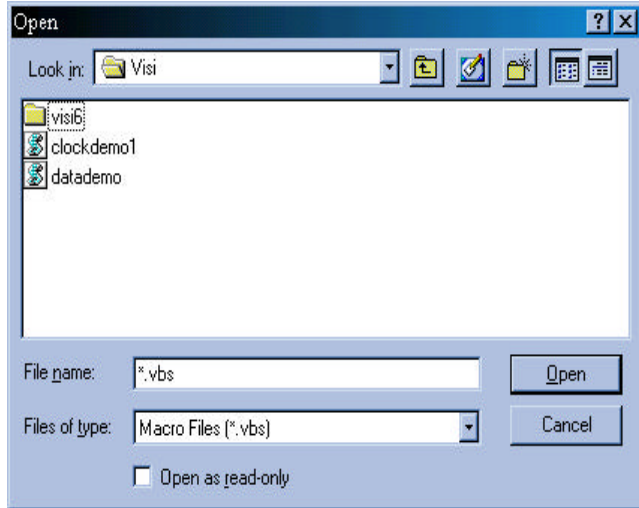 Open
Look in: Visi
visi6
clockdemo1
datademo
File name: *.vbs Open
Files of type: Macro Files (*.vbs) Cancel
Open as read-only